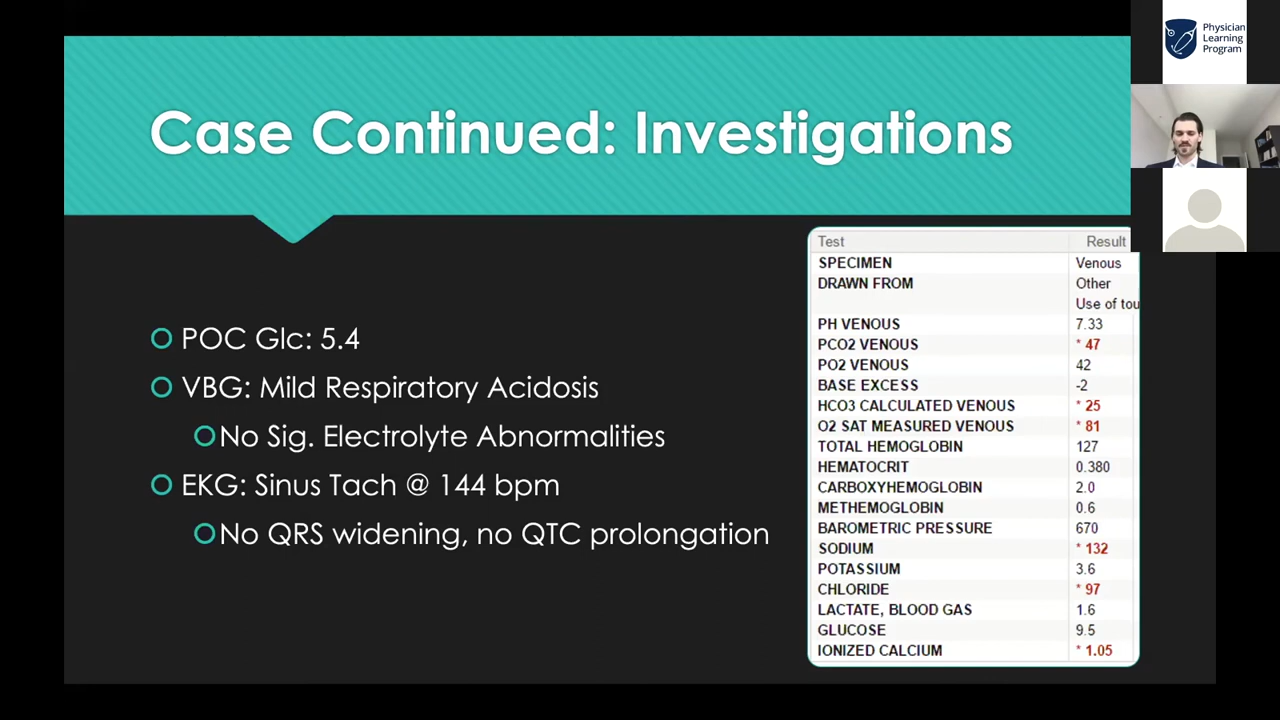 Case Continued: Investigations
POC Glc: 5.4
VBG: Mild Respiratory Acidosis
No Sig. Electrolyte Abnormalities
EKG: Sinus Tach @ 144 bpm
No QRS widening, no QTC prolongation
Test Result
SPECIMEN Venous
DRAWN FROM Other
Use of tou
PH VENOUS 7.33
PCO2 VENOUS * 47
PO2 VENOUS 42
BASE EXCESS -2
HCO3 CALCULATED VENOUS * 25
O2 SAT MEASURED VENOUS * 81
TOTAL HEMOGLOBIN 127
HEMATOCRIT 0.380
CARBOXYHEMOGLOBIN 2.0
METHEMOGLOBIN 0.6
BAROMETRIC PRESSURE 670
SODIUM * 132
POTASSIUM 3.6
CHLORIDE * 97
LACTATE, BLOOD GAS 1.6
GLUCOSE 9.5
IONIZED CALCIUM * 1.05
Physician
Learning
Program